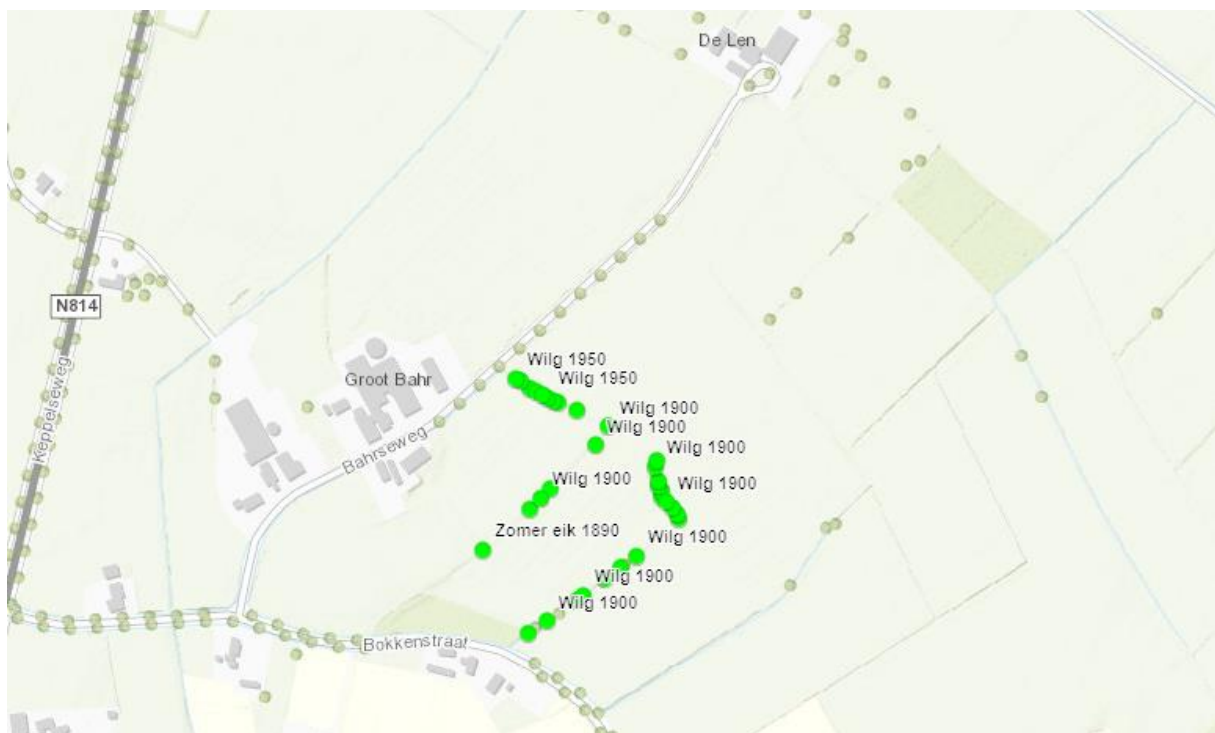 De Len
N814
Keppelseweg
Groot Bahr
Bahrseweg
Wilg 1950
Wilg 1950
Wilg 1900
Wilg 1900
Wilg 1900
Wilg 1900
Wilg 1900
Zomer eik 1890
Wilg 1900
Wilg 1900
Wilg 1900
Bokkenstraat